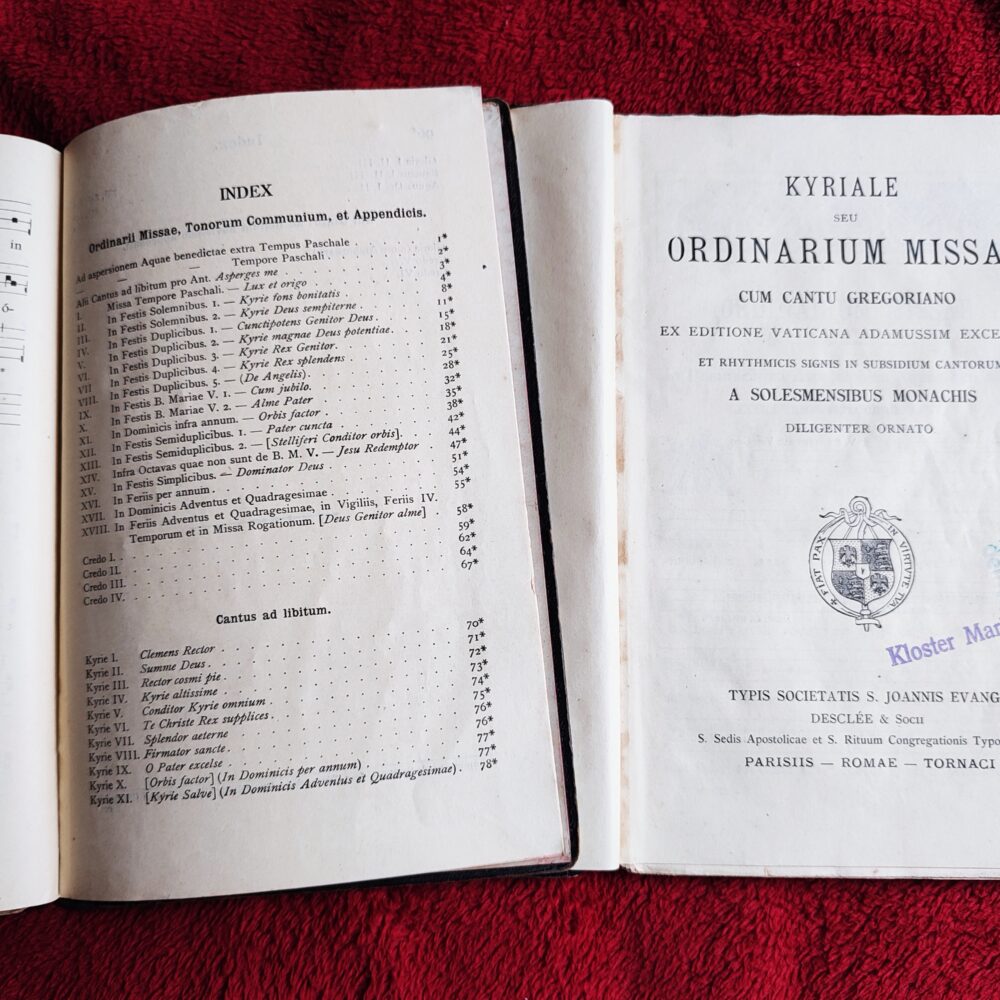 in
ó-
INDEX
Ordinarii Missae, Tonorum Communium, et Appendicis.
Ad aspersionem Aquae benedictae extra Tempus Paschale . 1*
— — Tempore Paschali . 2*
Alii Cantus ad libitum pro Ant. Asperges me . 3*
I. Missa Tempore Paschali. — Lux et origo . 4*
II. In Festis Solemnibus. 1. — Kyrie fons bonitatis . 8*
III. In Festis Solemnibus. 2. — Kyrie Deus sempiterne . 11*
IV. In Festis Duplicibus. 1. — Cunctipotens Genitor Deus . 15*
V. In Festis Duplicibus. 2. — Kyrie magnae Deus potentiae. 18*
VI. In Festis Duplicibus. 3. — Kyrie Rex Genitor. 21*
VII In Festis Duplicibus. 4. — Kyrie Rex splendens . 25*
VIII. In Festis Duplicibus. 5. — (De Angelis) . 28*
IX. In Festis B. Mariae V. 1. — Cum jubilo. 32*
X. In Festis B. Mariae V. 2. — Alme Pater . 35*
XI. In Dominicis infra annum. — Orbis factor . 38*
XII. In Festis Semiduplicibus. 1. — Pater cuncta . 42*
XIII. In Festis Semiduplicibus. 2. — [Stelliferi Conditor orbis]. 44*
XIV. Infra Octavas quae non sunt de B. M. V. — Jesu Redemptor . 47*
XV. In Festis Simplicibus. — Dominator Deus . 51*
XVI. In Feriis per annum . 54*
XVII. In Dominicis Adventus et Quadragesimae . 55*
XVIII. In Feriis Adventus et Quadragesimae, in Vigiliis, Feriis IV.
Temporum et in Missa Rogationum. [Deus Genitor alme] . 58*
Credo I. 59*
Credo II. 62*
Credo III. 64*
Credo IV. 67*
Cantus ad libitum.
Kyrie I. Clemens Rector . 70*
Kyrie II. Summe Deus . 71*
Kyrie III. Rector cosmi pie . 72*
Kyrie IV. Kyrie altissime . 73*
Kyrie V. Conditor Kyrie omnium . 74*
Kyrie VI. Te Christe Rex supplices . 75*
Kyrie VII. Splendor aeterne . 76*
Kyrie VIII. Firmator sancte . 76*
Kyrie IX. O Pater excelse . 77*
Kyrie X. [Orbis factor] (In Dominicis per annum) . 77*
Kyrie XI. [Kyrie Salve] (In Dominicis Adventus et Quadragesimae) . 78*
KYRIALE
SEU
ORDINARIUM MISSA
CUM CANTU GREGORIANO
EX EDITIONE VATICANA ADAMUSSIM EXCE
ET RHYTHMICIS SIGNIS IN SUBSIDIUM CANTORUM
A SOLESMENSIBUS MONACHIS
DILIGENTER ORNATO
FIAT PAX IN VIRTUTE TUA
Kloster Mar
TYPIS SOCIETATIS S. JOANNIS EVANG
DESCLÉE & SOCII
S. Sedis Apostolicae et S. Rituum Congregationis Typo
PARISIIS — ROMAE — TORNACI